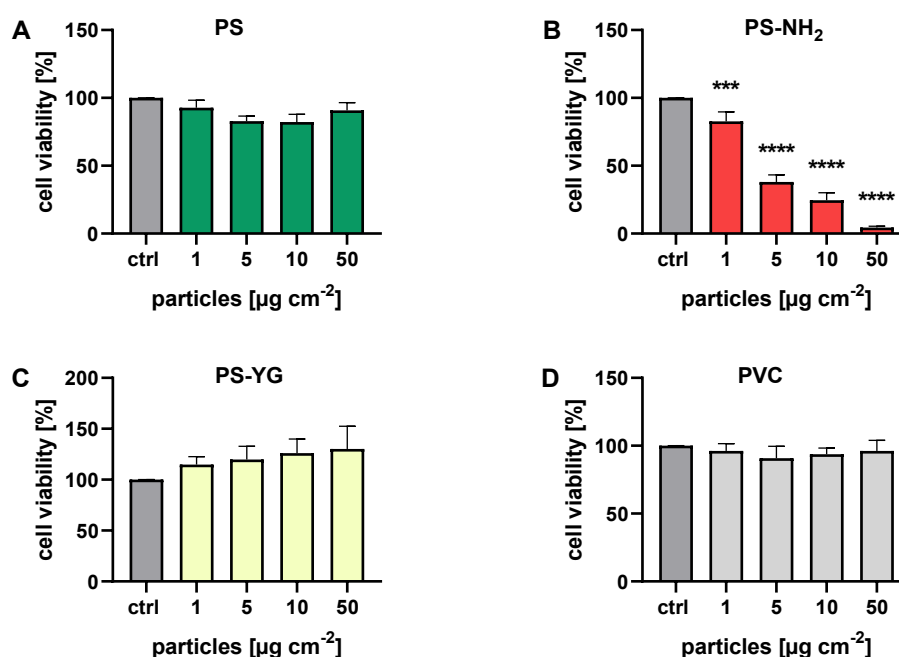 A
PS
cell viability [%]
150
100
50
0
ctrl 1 5 10 50
particles [µg cm⁻²]
B
PS-NH₂
cell viability [%]
150
100
50
0
***
****
****
****
ctrl 1 5 10 50
particles [µg cm⁻²]
C
PS-YG
cell viability [%]
200
150
100
50
0
ctrl 1 5 10 50
particles [µg cm⁻²]
D
PVC
cell viability [%]
150
100
50
0
ctrl 1 5 10 50
particles [µg cm⁻²]